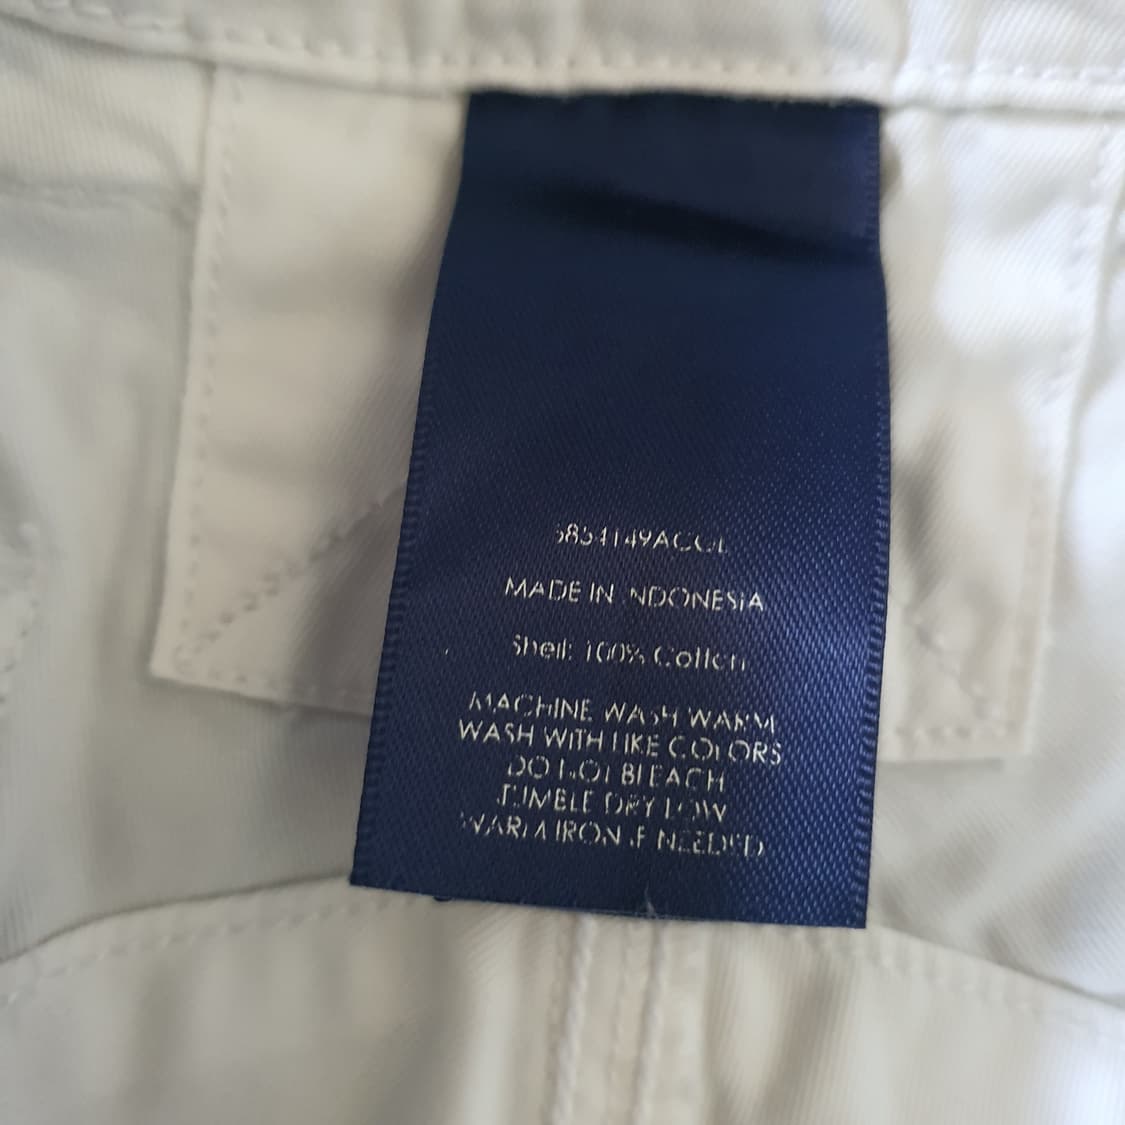 MADE IN INDONESIA
Shell: 100% Cotton
MACHINE WASH WARM
WASH WITH LIKE COLORS
DO NOT BLEACH
TUMBLE DRY LOW
WARM IRON IF NEEDED